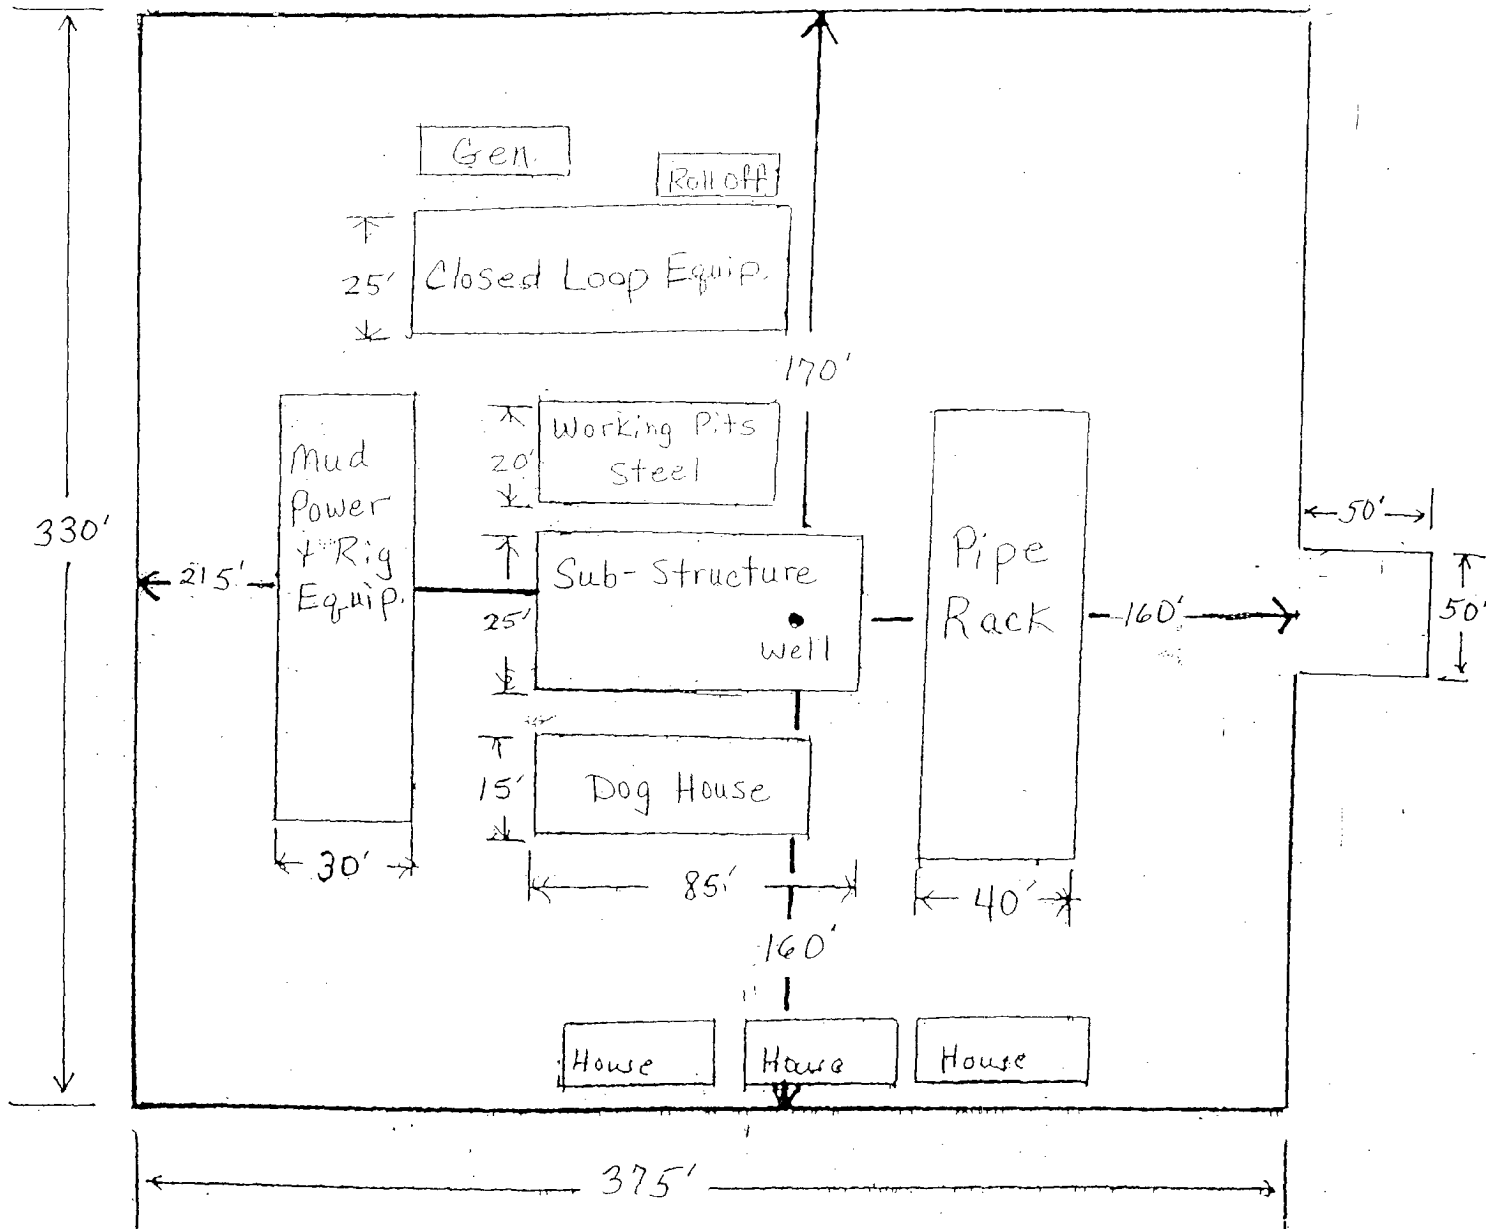 Gen.
Roll off
25'
Closed Loop Equip.
170'
Mud
Power
+ Rig
Equip.
20'
Working Pits
Steel
330'
215'
25'
Sub-Structure
Well
Pipe
Rack
160'
50'
50'
15'
Dog House
30'
85'
40'
160'
House
House
House
375'